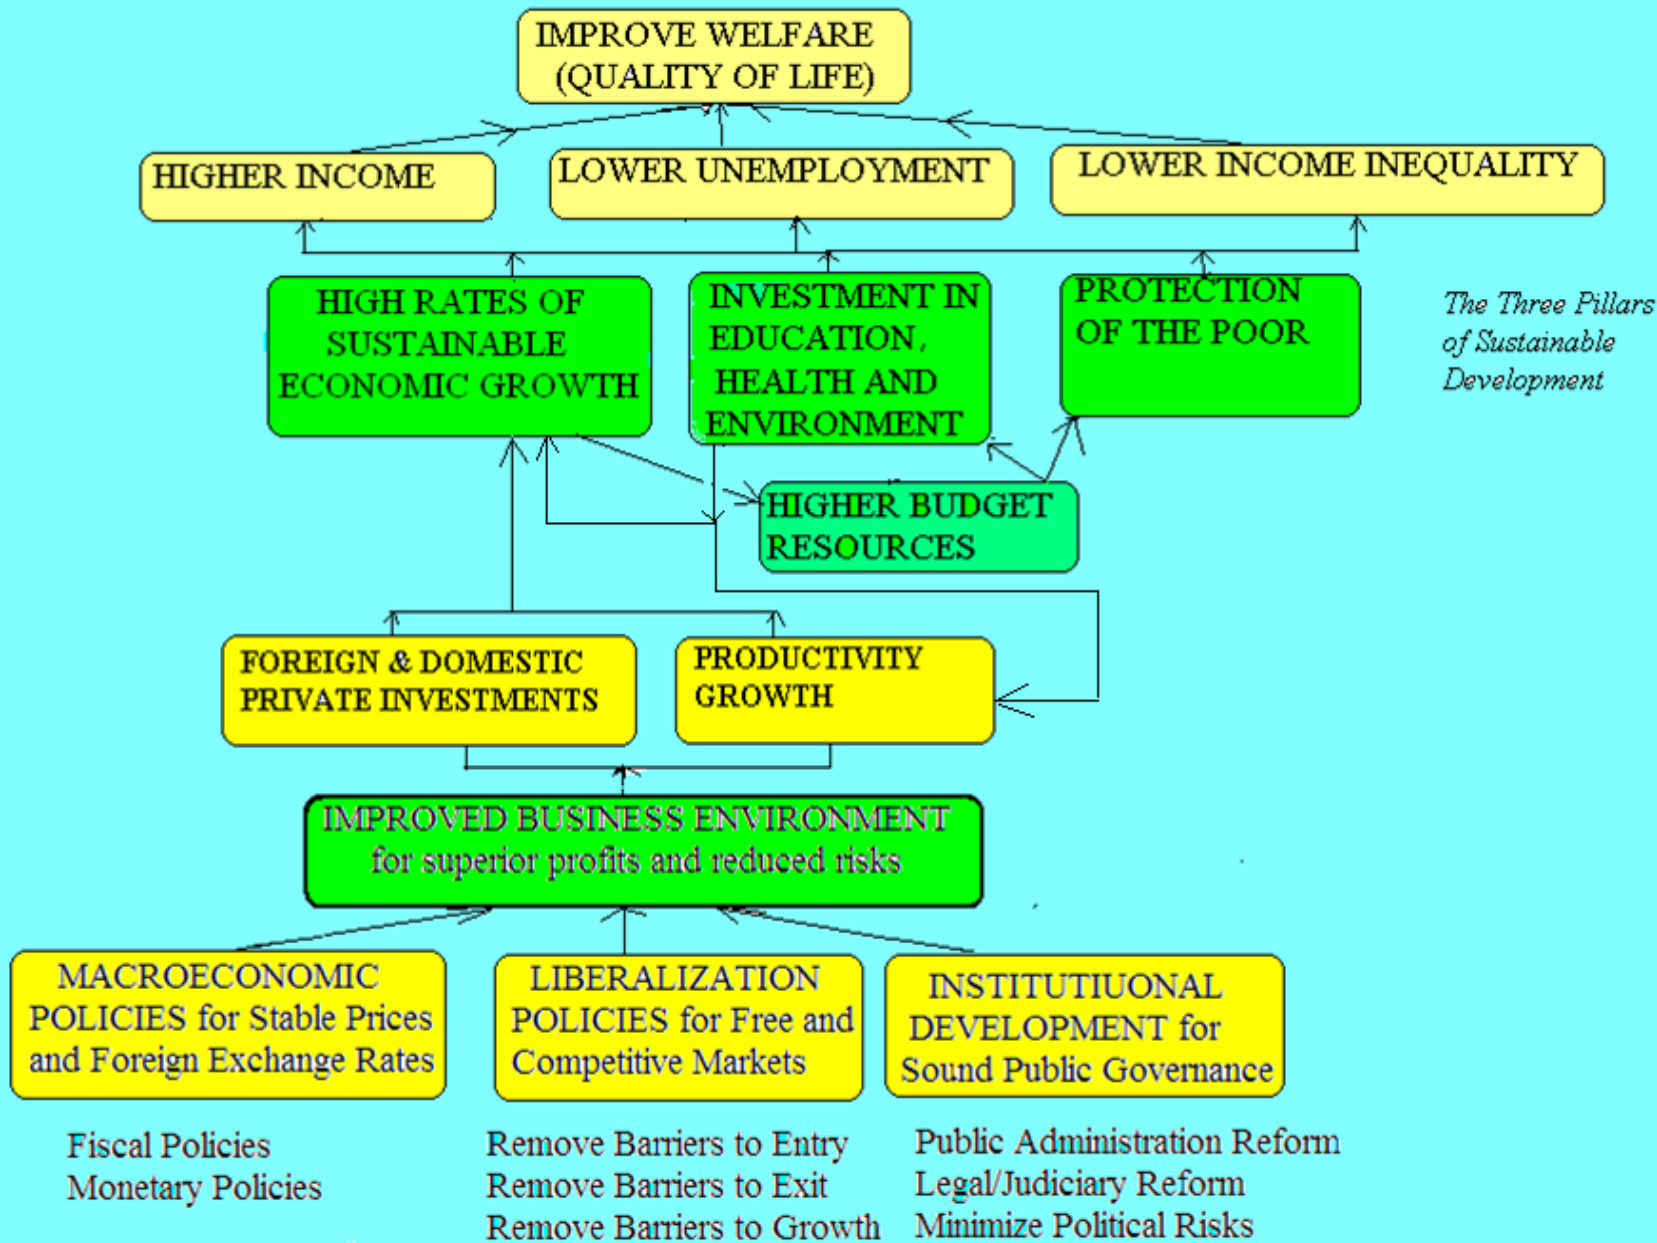 IMPROVE WELFARE
(QUALITY OF LIFE)
HIGHER INCOME
LOWER UNEMPLOYMENT
LOWER INCOME INEQUALITY
HIGH RATES OF
SUSTAINABLE
ECONOMIC GROWTH
INVESTMENT IN
EDUCATION,
HEALTH AND
ENVIRONMENT
PROTECTION
OF THE POOR
The Three Pillars
of Sustainable
Development
HIGHER BUDGET
RESOURCES
FOREIGN & DOMESTIC
PRIVATE INVESTMENTS
PRODUCTIVITY
GROWTH
IMPROVED BUSINESS ENVIRONMENT
for superior profits and reduced risks
MACROECONOMIC
POLICIES for Stable Prices
and Foreign Exchange Rates
LIBERALIZATION
POLICIES for Free and
Competitive Markets
INSTITUTIUONAL
DEVELOPMENT for
Sound Public Governance
Fiscal Policies
Monetary Policies
Remove Barriers to Entry
Remove Barriers to Exit
Remove Barriers to Growth
Public Administration Reform
Legal/Judiciary Reform
Minimize Political Risks